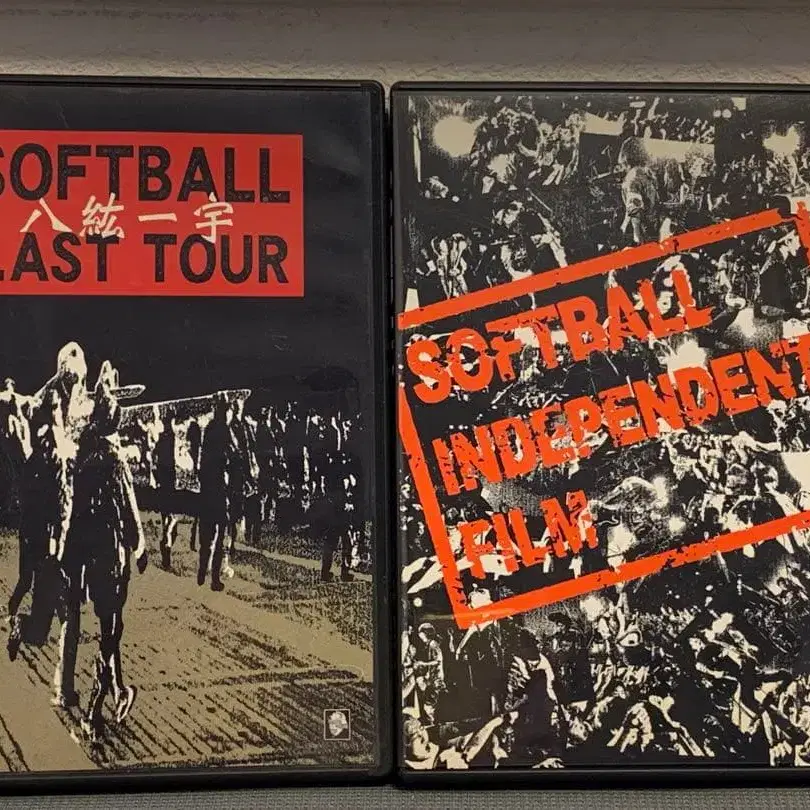 SOFTBALL
八紘一宇
LAST TOUR
SOFTBALL
INDEPENDENT
FILM